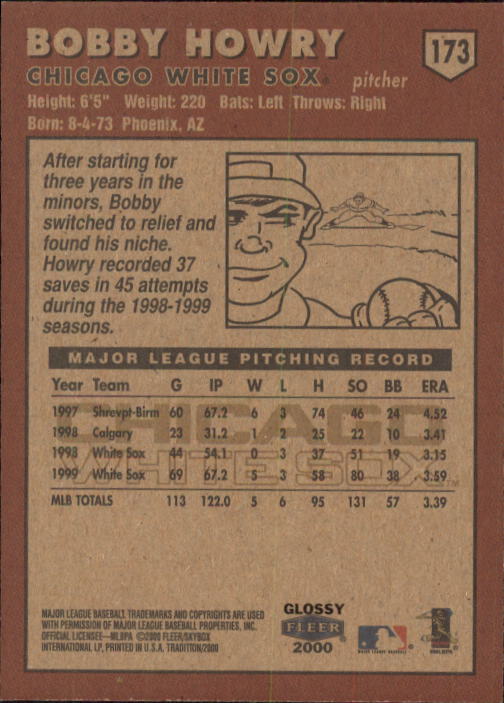 BOBBY HOWRY
173
CHICAGO WHITE SOX® pitcher
Height: 6'5" Weight: 220 Bats: Left Throws: Right
Born: 8-4-73 Phoenix, AZ
After starting for
three years in the
minors, Bobby
switched to relief and
found his niche.
Howry recorded 37
saves in 45 attempts
during the 1998-1999
seasons.
MAJOR LEAGUE PITCHING RECORD
Year Team G IP W L H SO BB ERA
1997 Shrevpt-Birm 60 67.2 6 3 74 46 24 4.52
1998 Calgary 23 31.2 1 2 25 22 10 3.41
1998 White Sox 44 54.1 0 3 37 51 19 3.15
1999 White Sox 69 67.2 5 3 58 80 38 3.59
MLB TOTALS 113 122.0 5 6 95 131 57 3.39
CHICAGO
WHITE SOX™
MAJOR LEAGUE BASEBALL TRADEMARKS AND COPYRIGHTS ARE USED
WITH PERMISSION OF MAJOR LEAGUE BASEBALL PROPERTIES, INC.
OFFICIAL LICENSEE—MLBPA ©2000 FLEER/SKYBOX
INTERNATIONAL LP, PRINTED IN U.S.A. TRADITION/2000
GLOSSY
FLEER
2000
MAJOR LEAGUE BASEBALL